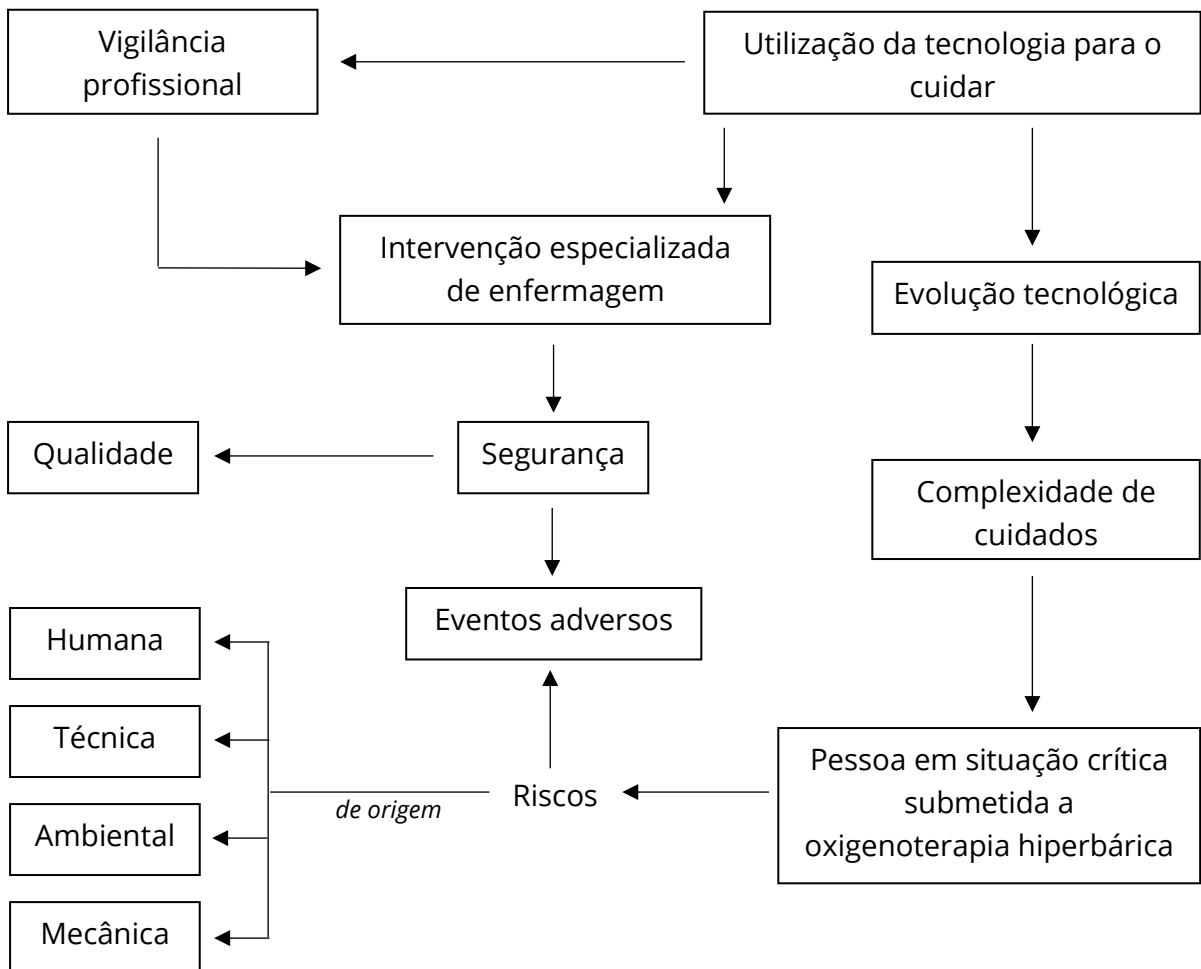 Vigilância
profissional
Utilização da tecnologia para o
cuidar
Intervenção especializada
de enfermagem
Evolução tecnológica
Qualidade
Segurança
Complexidade de
cuidados
Eventos adversos
Humana
Técnica
Ambiental
Mecânica
de origem
Riscos
Pessoa em situação crítica
submetida a
oxigenoterapia hiperbárica